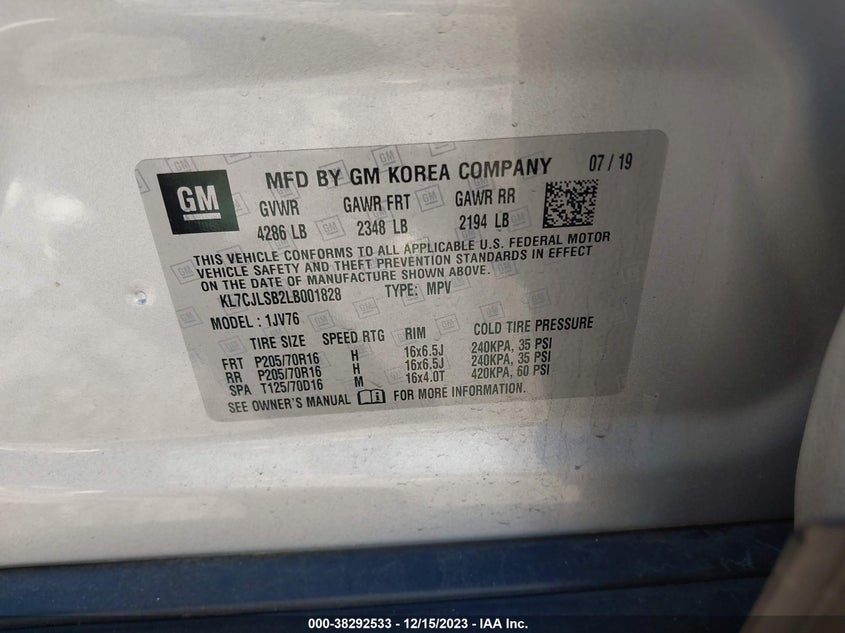 GM
MFD BY GM KOREA COMPANY 07 / 19
GVWR GAWR FRT GAWR RR
4286 LB 2348 LB 2194 LB
THIS VEHICLE CONFORMS TO ALL APPLICABLE U.S. FEDERAL MOTOR
VEHICLE SAFETY AND THEFT PREVENTION STANDARDS IN EFFECT
ON THE DATE OF MANUFACTURE SHOWN ABOVE.
KL7CJLSB2LB001828 TYPE: MPV
MODEL : 1JV76
TIRE SIZE SPEED RTG RIM COLD TIRE PRESSURE
FRT P205/70R16 H 16x6.5J 240KPA, 35 PSI
RR P205/70R16 H 16x6.5J 240KPA, 35 PSI
SPA T125/70D16 M 16x4.0T 420KPA, 60 PSI
SEE OWNER'S MANUAL FOR MORE INFORMATION.
000-38292533 - 12/15/2023 - IAA Inc.